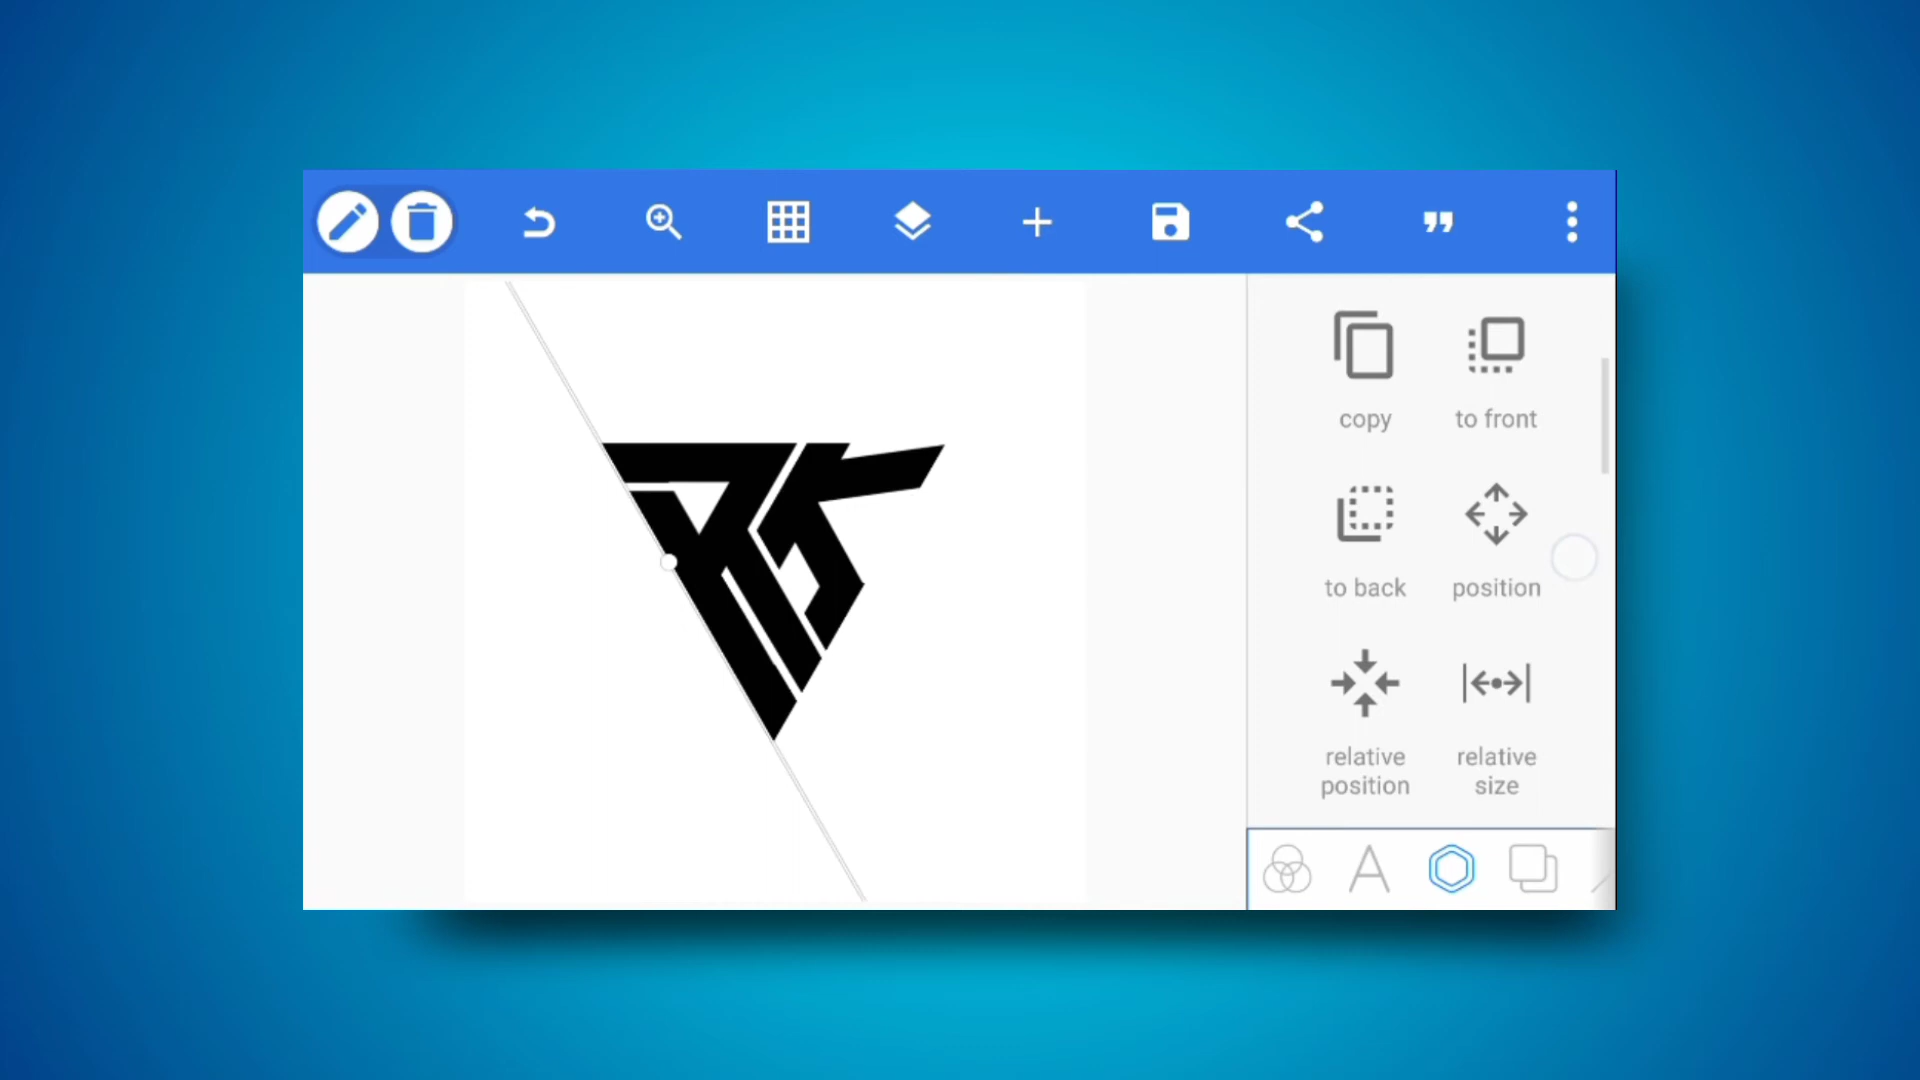 copy
to front
to back
position
relative
position
relative
size